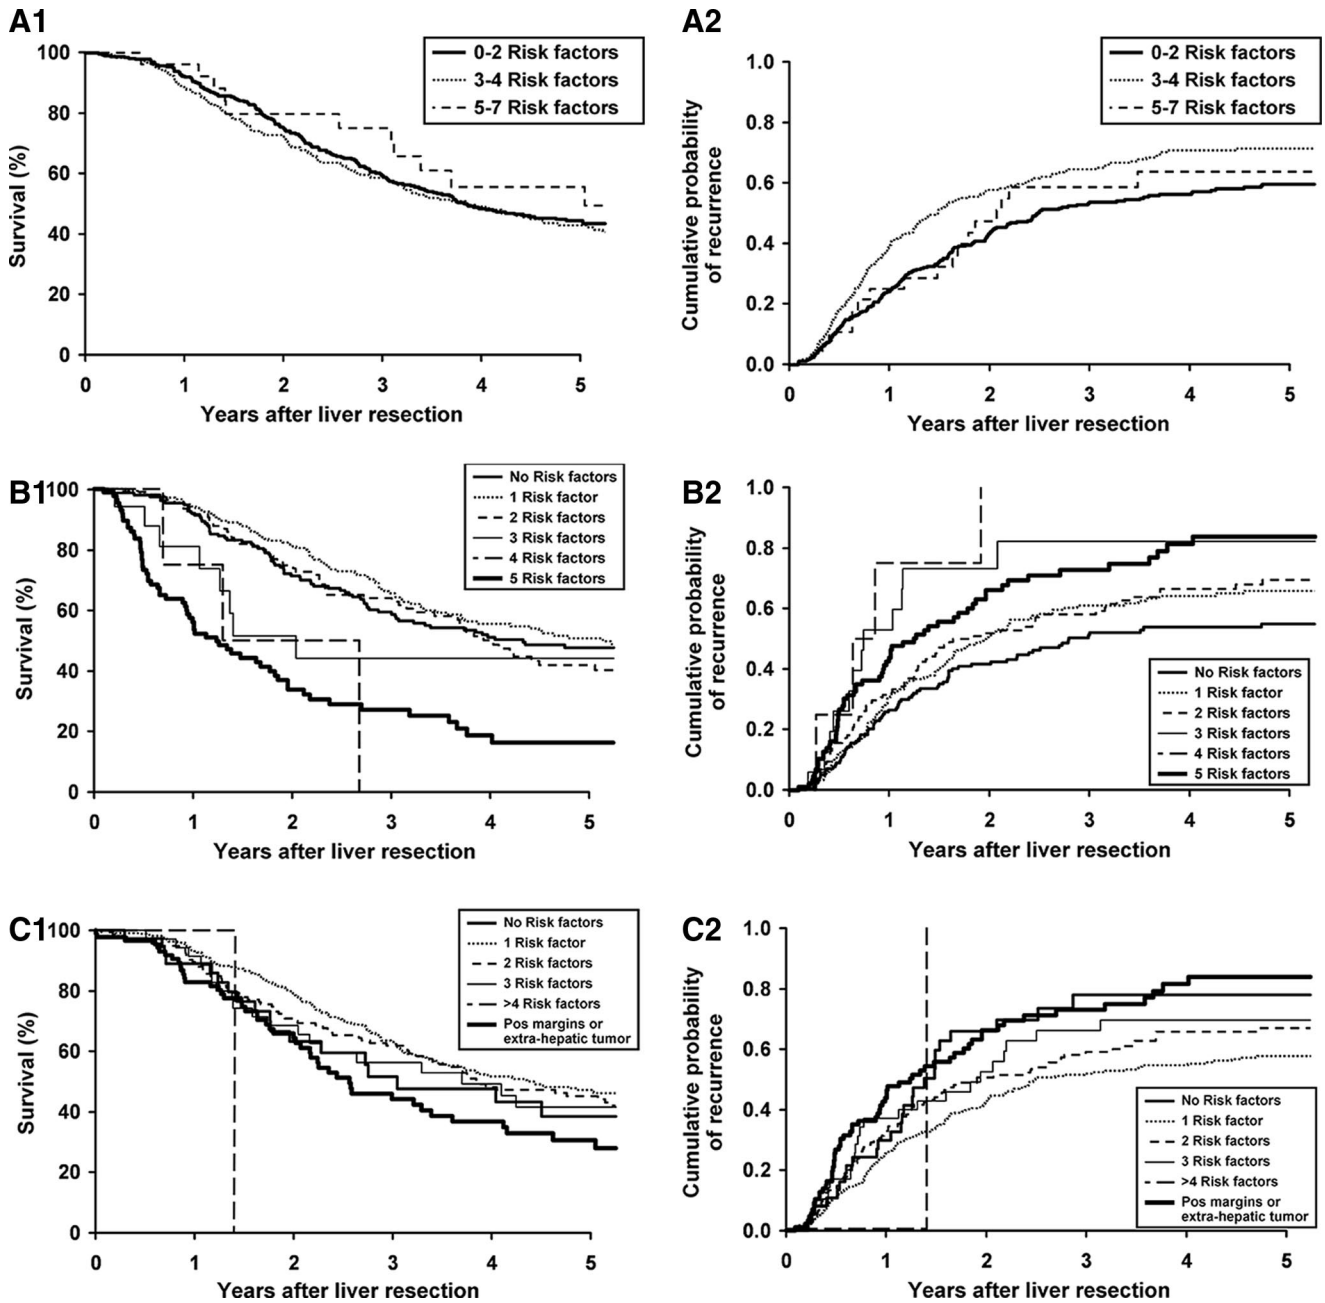 A1
100
80
60
40
20
0
Survival (%)
0 1 2 3 4 5
Years after liver resection
0-2 Risk factors
3-4 Risk factors
5-7 Risk factors
A2
1.0
0.8
0.6
0.4
0.2
0.0
Cumulative probability
of recurrence
0 1 2 3 4 5
Years after liver resection
0-2 Risk factors
3-4 Risk factors
5-7 Risk factors
B1
100
80
60
40
20
0
Survival (%)
0 1 2 3 4 5
Years after liver resection
No Risk factors
1 Risk factor
2 Risk factors
3 Risk factors
4 Risk factors
5 Risk factors
B2
1.0
0.8
0.6
0.4
0.2
0.0
Cumulative probability
of recurrence
0 1 2 3 4 5
Years after liver resection
No Risk factors
1 Risk factor
2 Risk factors
3 Risk factors
4 Risk factors
5 Risk factors
C1
100
80
60
40
20
0
Survival (%)
0 1 2 3 4 5
Years after liver resection
No Risk factors
1 Risk factor
2 Risk factors
3 Risk factors
>4 Risk factors
Pos margins or
extra-hepatic tumor
C2
1.0
0.8
0.6
0.4
0.2
0.0
Cumulative probability
of recurrence
0 1 2 3 4 5
Years after liver resection
No Risk factors
1 Risk factor
2 Risk factors
3 Risk factors
>4 Risk factors
Pos margins or
extra-hepatic tumor